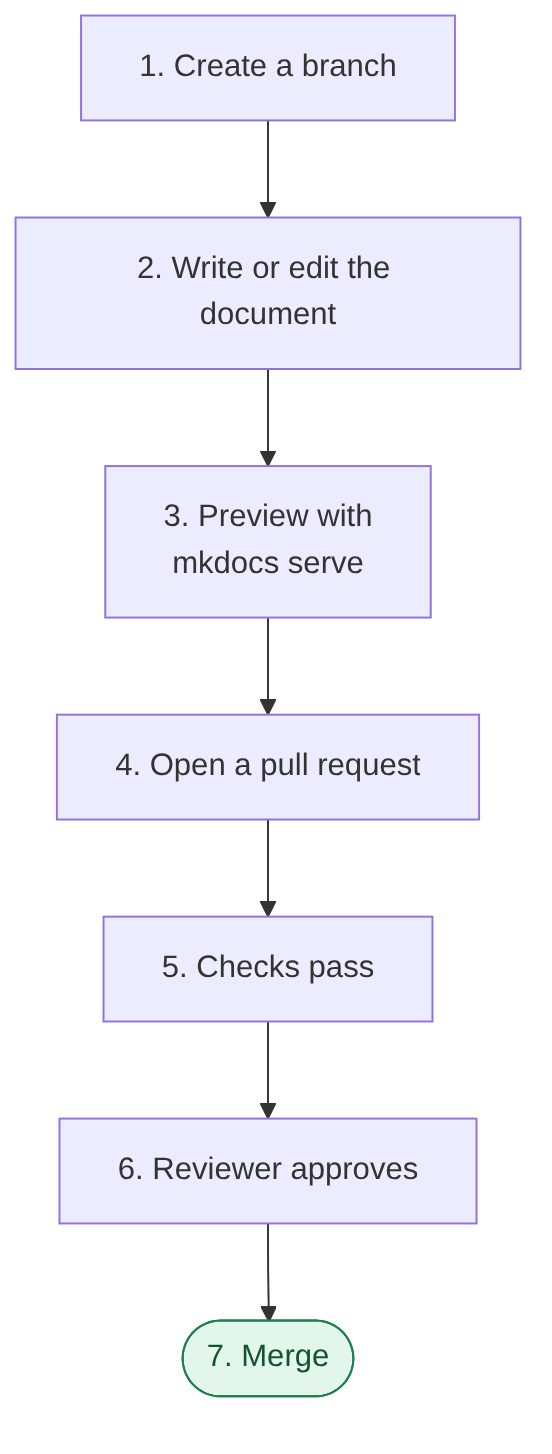 1. Create a branch
2. Write or edit the
document
3. Preview with
mkdocs serve
4. Open a pull request
5. Checks pass
6. Reviewer approves
7. Merge